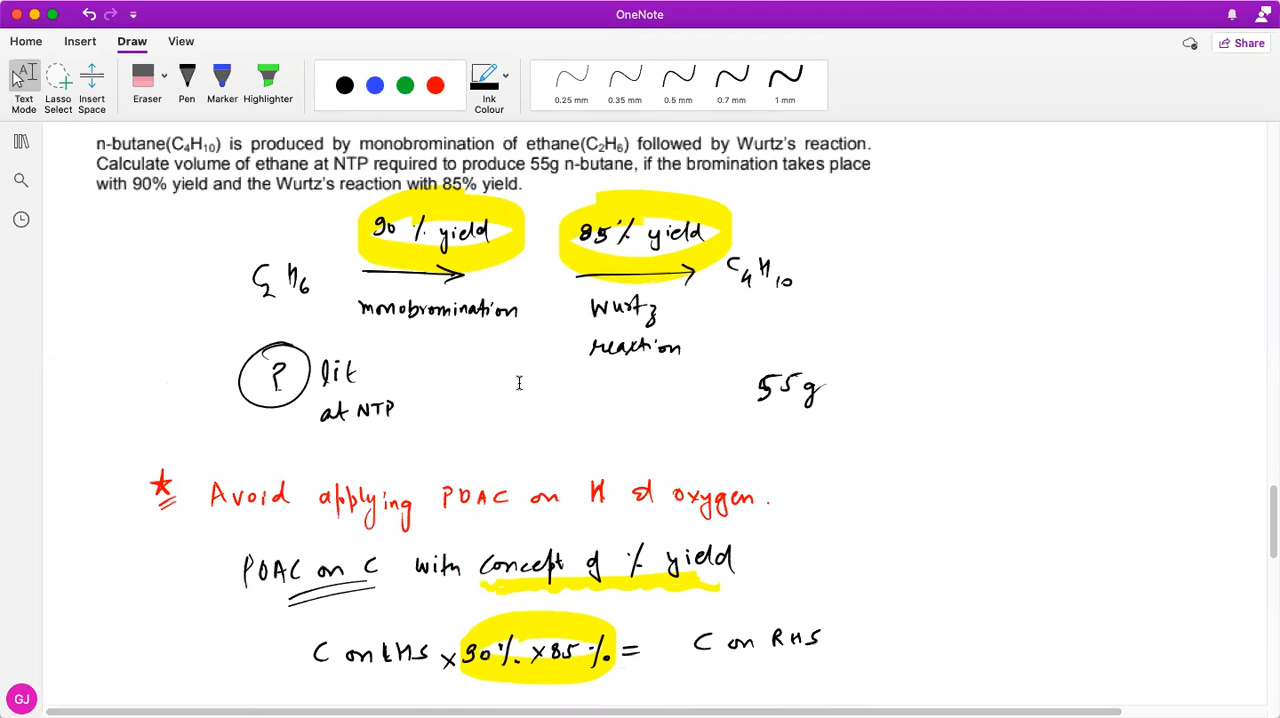 OneNote
Home Insert Draw View
Share
Text Mode
Lasso Select
Insert Space
Eraser
Pen
Marker
Highlighter
Ink Colour
0.25 mm
0.35 mm
0.5 mm
0.7 mm
1 mm
n-butane(C₄H₁₀) is produced by monobromination of ethane(C₂H₆) followed by Wurtz's reaction.
Calculate volume of ethane at NTP required to produce 55g n-butane, if the bromination takes place
with 90% yield and the Wurtz's reaction with 85% yield.
90 % yield 85% yield
C₂H₆ C₄H₁₀
monobromination Wurtz
reaction
? lit 55g
at NTP
Avoid applying POAC on H & oxygen.
POAC on C with concept of % yield
C on LHS × 90% × 85% = C on RHS
GJ